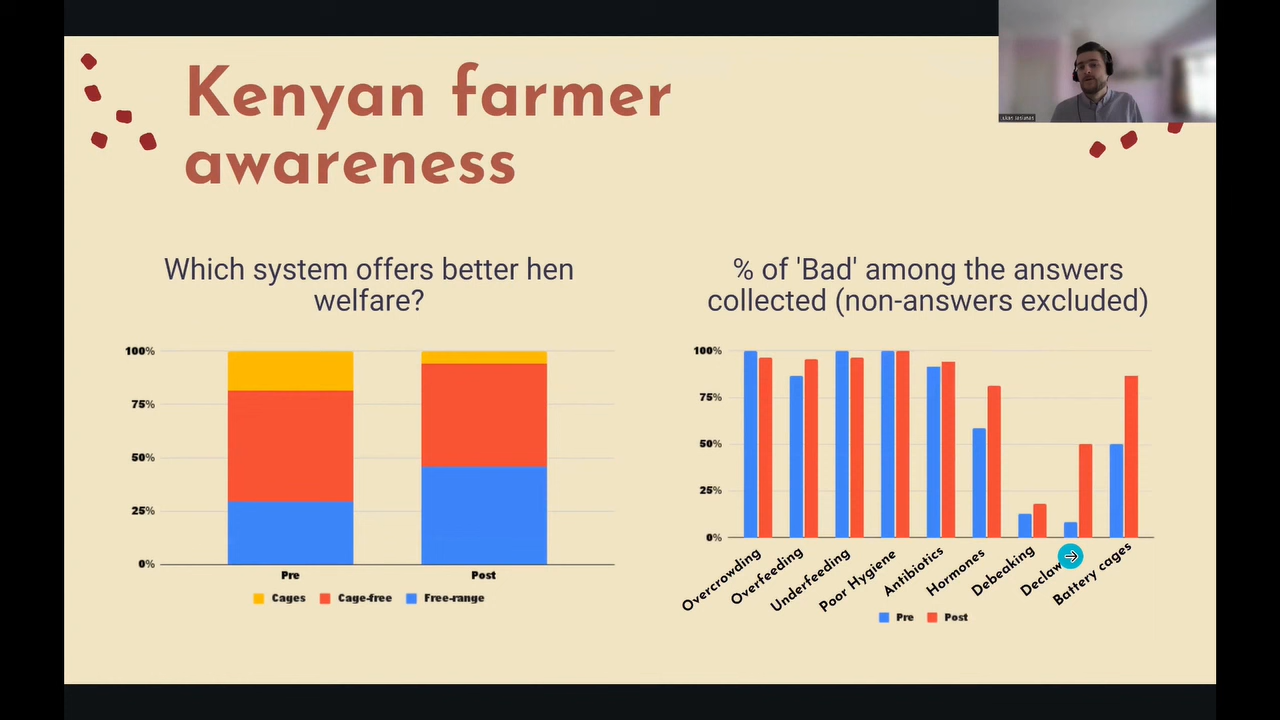 Kenyan farmer
awareness
Which system offers better hen
welfare?
100%
75%
50%
25%
0%
Pre
Post
Cages
Cage-free
Free-range
% of 'Bad' among the answers
collected (non-answers excluded)
100%
75%
50%
25%
0%
Overcrowding
Overfeeding
Underfeeding
Poor Hygiene
Antibiotics
Hormones
Debeaking
Battery cages
Pre
Post